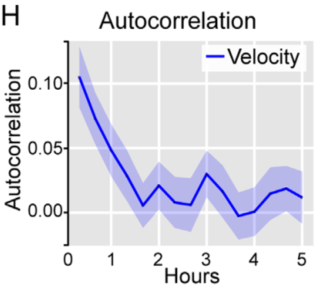 H
Autocorrelation
Velocity
Autocorrelation
0.10
0.05
0.00
0 1 2 3 4 5
Hours